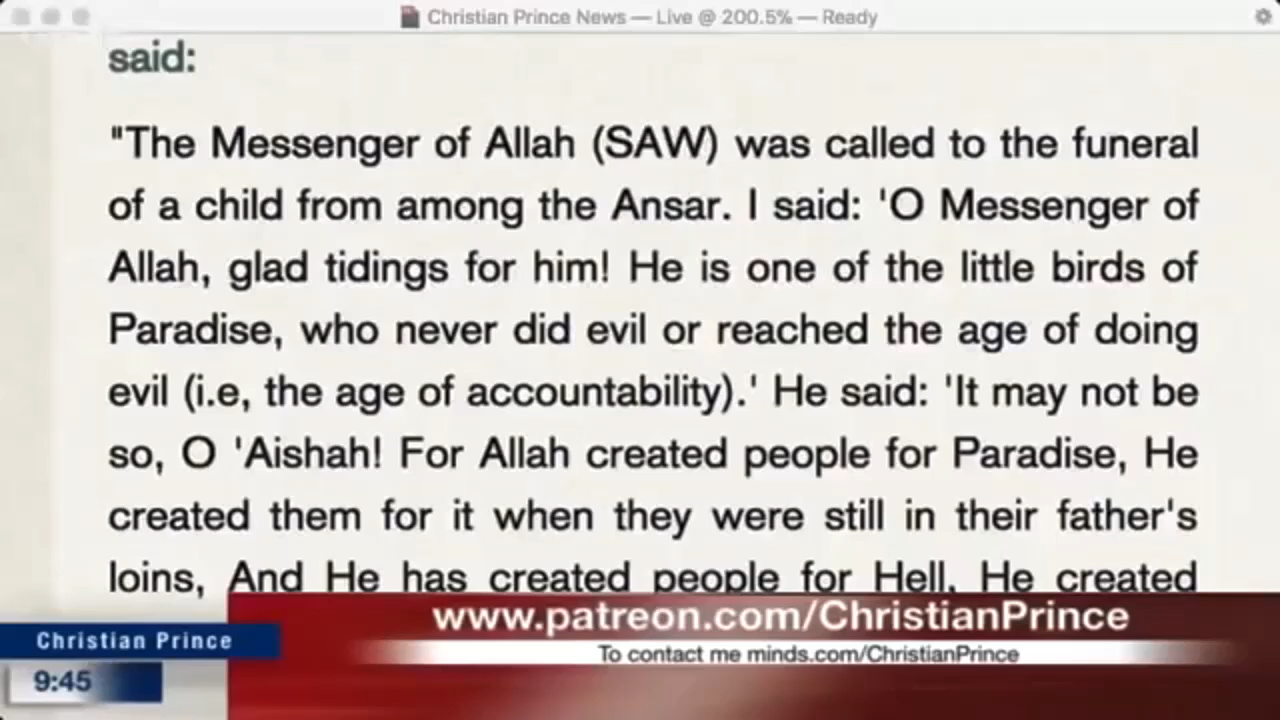 Christian Prince News — Live @ 200.5% — Ready
said:
"The Messenger of Allah (SAW) was called to the funeral
of a child from among the Ansar. I said: 'O Messenger of
Allah, glad tidings for him! He is one of the little birds of
Paradise, who never did evil or reached the age of doing
evil (i.e, the age of accountability).' He said: 'It may not be
so, O 'Aishah! For Allah created people for Paradise, He
created them for it when they were still in their father's
loins, And He has created people for Hell, He created
www.patreon.com/ChristianPrince
Christian Prince
To contact me minds.com/ChristianPrince
9:45